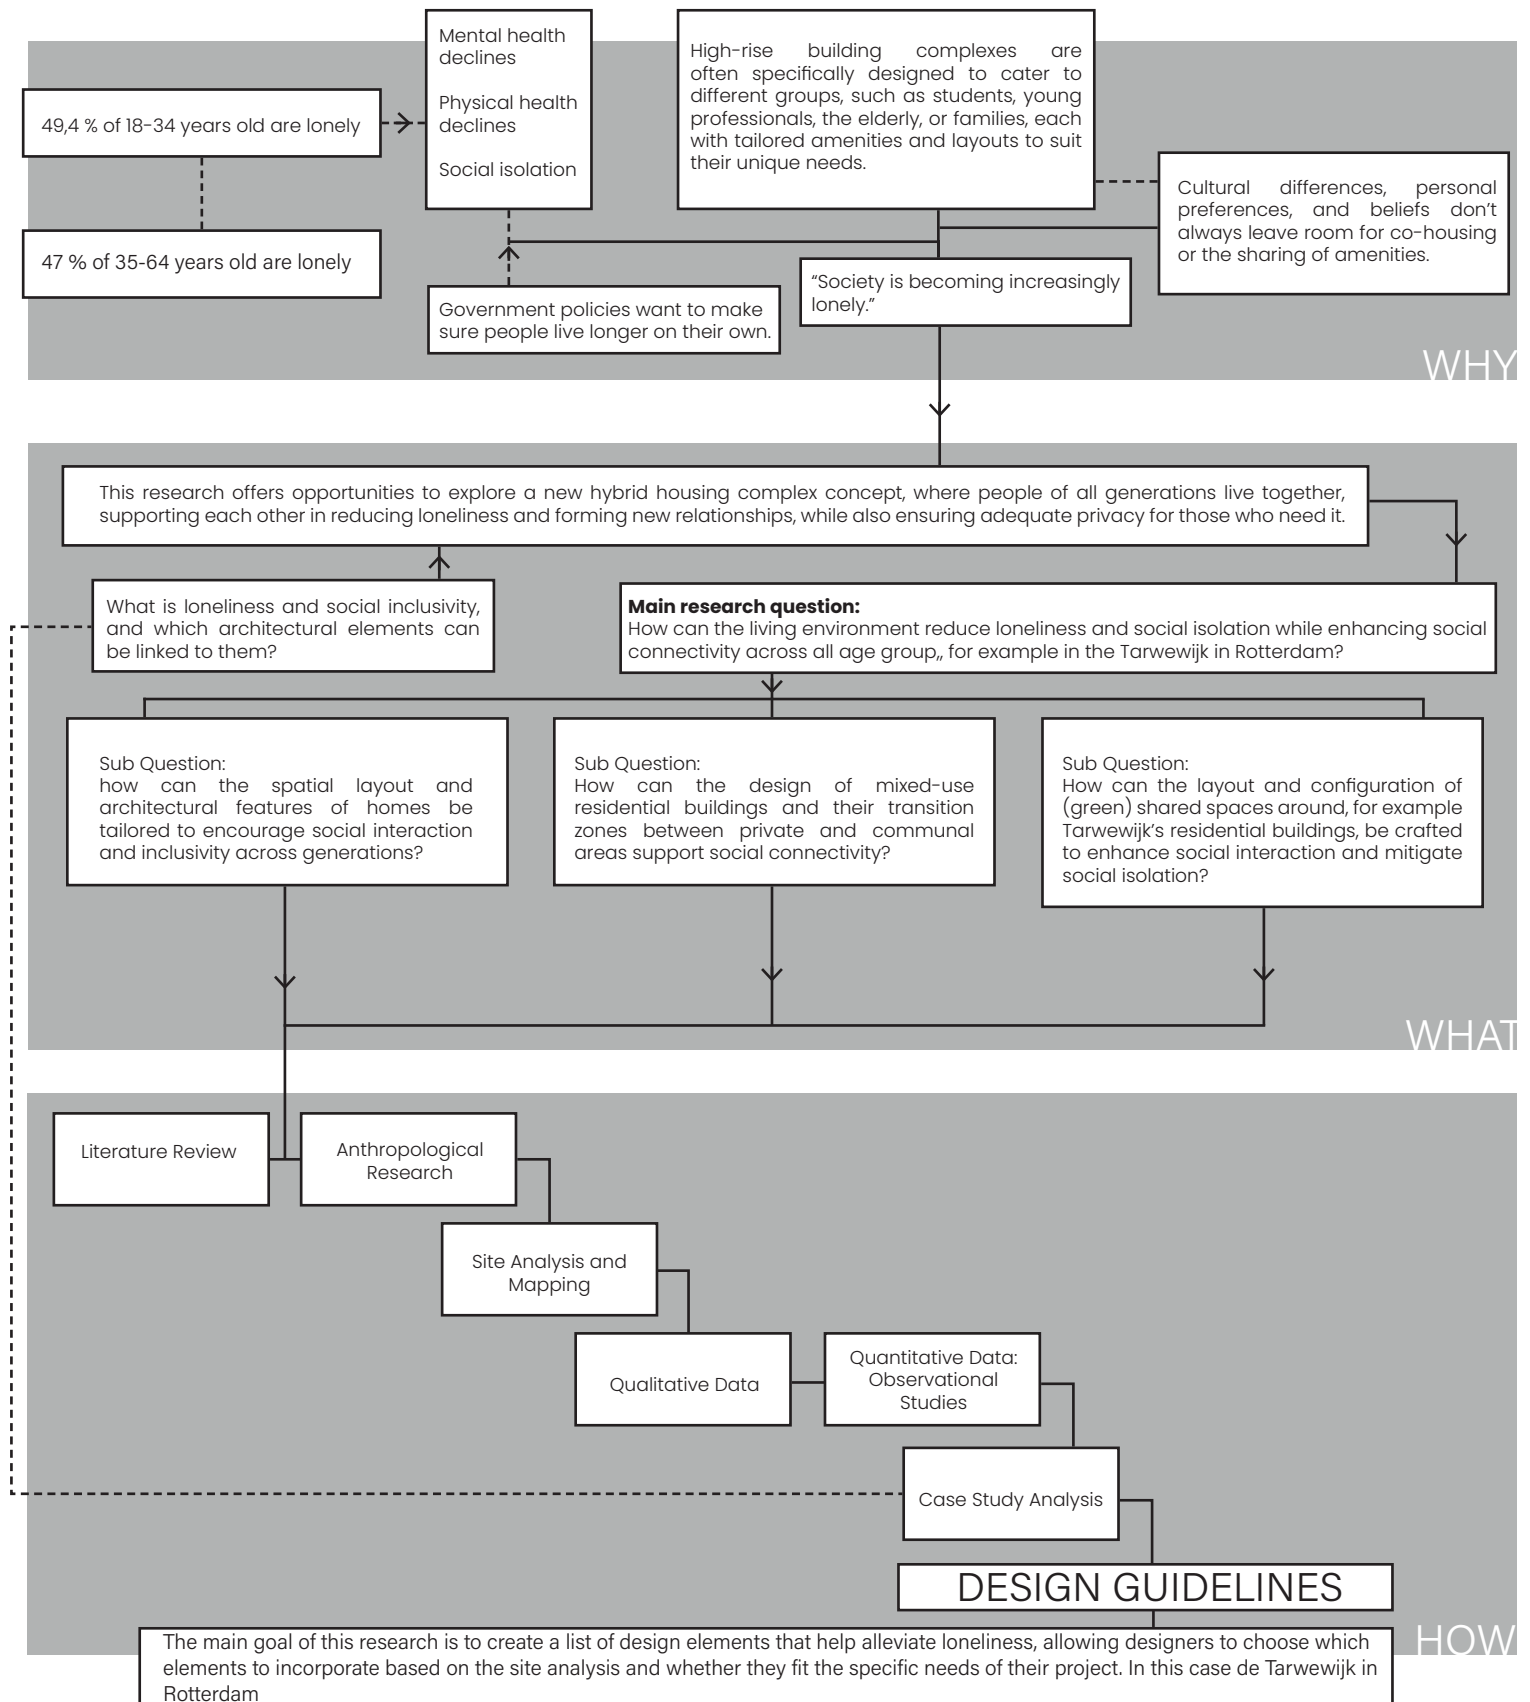 Mental health
declines
Physical health
declines
Social isolation
High-rise building complexes are
often specifically designed to cater to
different groups, such as students, young
professionals, the elderly, or families, each
with tailored amenities and layouts to suit
their unique needs.
49,4 % of 18-34 years old are lonely
47 % of 35-64 years old are lonely
Cultural differences, personal
preferences, and beliefs don't
always leave room for co-housing
or the sharing of amenities.
Government policies want to make
sure people live longer on their own.
“Society is becoming increasingly
lonely.”
WHY
This research offers opportunities to explore a new hybrid housing complex concept, where people of all generations live together,
supporting each other in reducing loneliness and forming new relationships, while also ensuring adequate privacy for those who need it.
What is loneliness and social inclusivity,
and which architectural elements can
be linked to them?
Main research question:
How can the living environment reduce loneliness and social isolation while enhancing social
connectivity across all age group,, for example in the Tarwewijk in Rotterdam?
Sub Question:
how can the spatial layout and
architectural features of homes be
tailored to encourage social interaction
and inclusivity across generations?
Sub Question:
How can the design of mixed-use
residential buildings and their transition
zones between private and communal
areas support social connectivity?
Sub Question:
How can the layout and configuration of
(green) shared spaces around, for example
Tarwewijk's residential buildings, be crafted
to enhance social interaction and mitigate
social isolation?
WHAT
Literature Review
Anthropological
Research
Site Analysis and
Mapping
Qualitative Data
Quantitative Data:
Observational
Studies
Case Study Analysis
DESIGN GUIDELINES
HOW
The main goal of this research is to create a list of design elements that help alleviate loneliness, allowing designers to choose which
elements to incorporate based on the site analysis and whether they fit the specific needs of their project. In this case de Tarwewijk in
Rotterdam